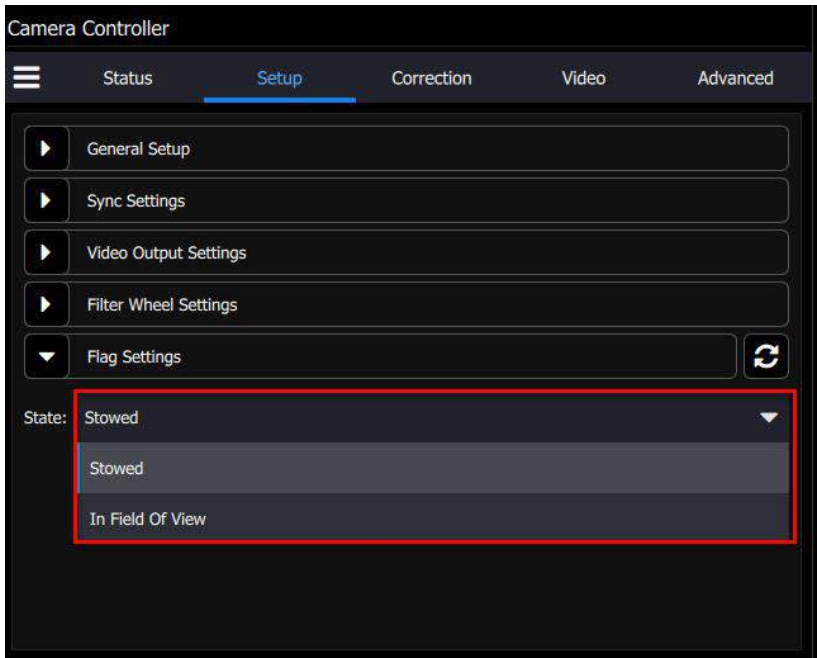 Camera Controller
Status Setup Correction Video Advanced
General Setup
Sync Settings
Video Output Settings
Filter Wheel Settings
Flag Settings
State: Stowed
Stowed
In Field Of View